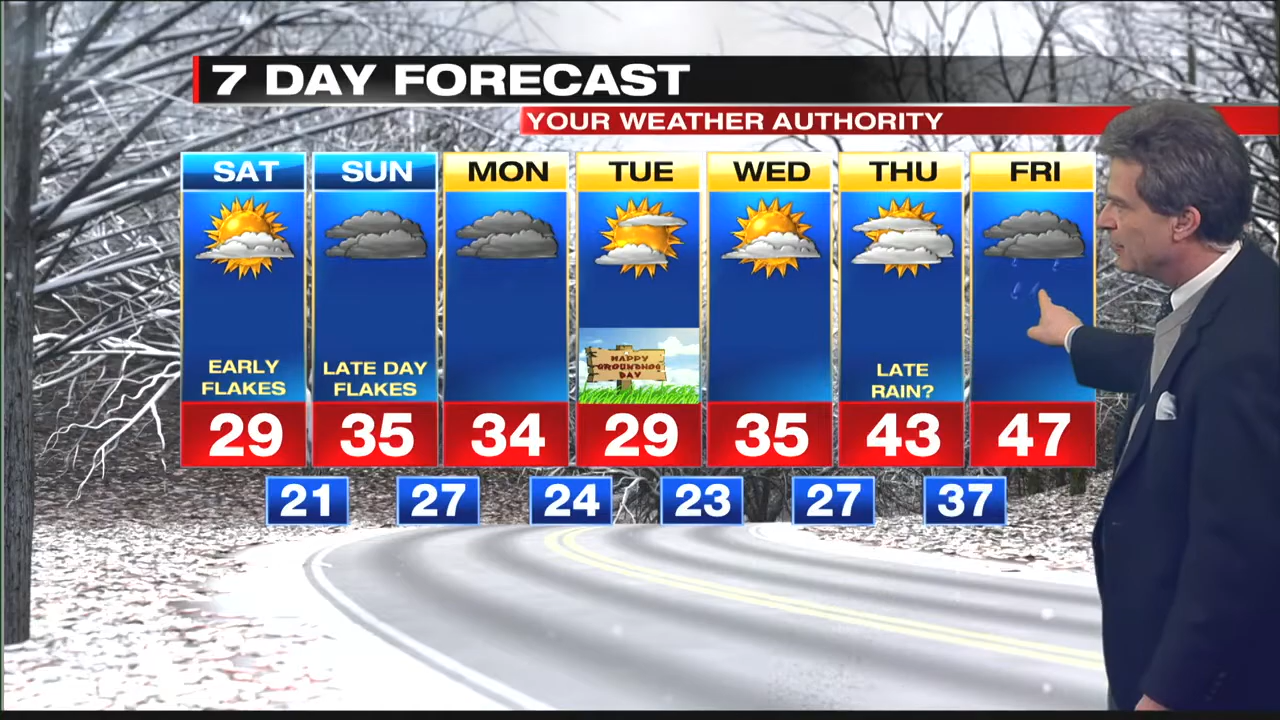 7 DAY FORECAST
YOUR WEATHER AUTHORITY
SAT SUN MON TUE WED THU FRI
EARLY FLAKES
LATE DAY FLAKES
HAPPY
GROUNDHOG
DAY
LATE
RAIN?
29 35 34 29 35 43 47
21 27 24 23 27 37